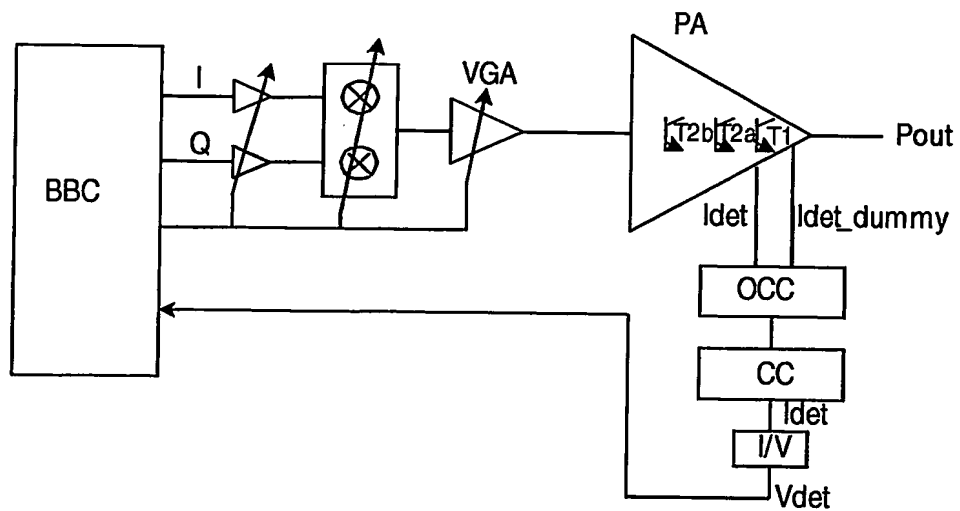 PA
I
VGA
T2b T2a T1
Pout
Q
BBC
Idet
Idet_dummy
OCC
CC
Idet
I/V
Vdet